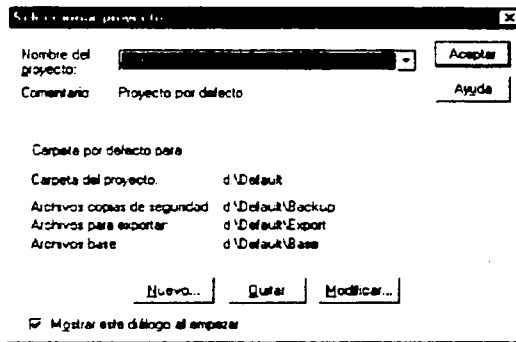 Seleccionar proyecto
Nombre del proyecto:
Aceptar
Comentario Proyecto por defecto
Ayuda
Carpeta por defecto para
Carpeta del proyecto. d:\Default
Archivos copias de seguridad d:\Default\Backup
Archivos para exportar d:\Default\Export
Archivos base d:\Default\Base
Nuevo... Quitar Modificar...
Mostrar este diálogo al empezar